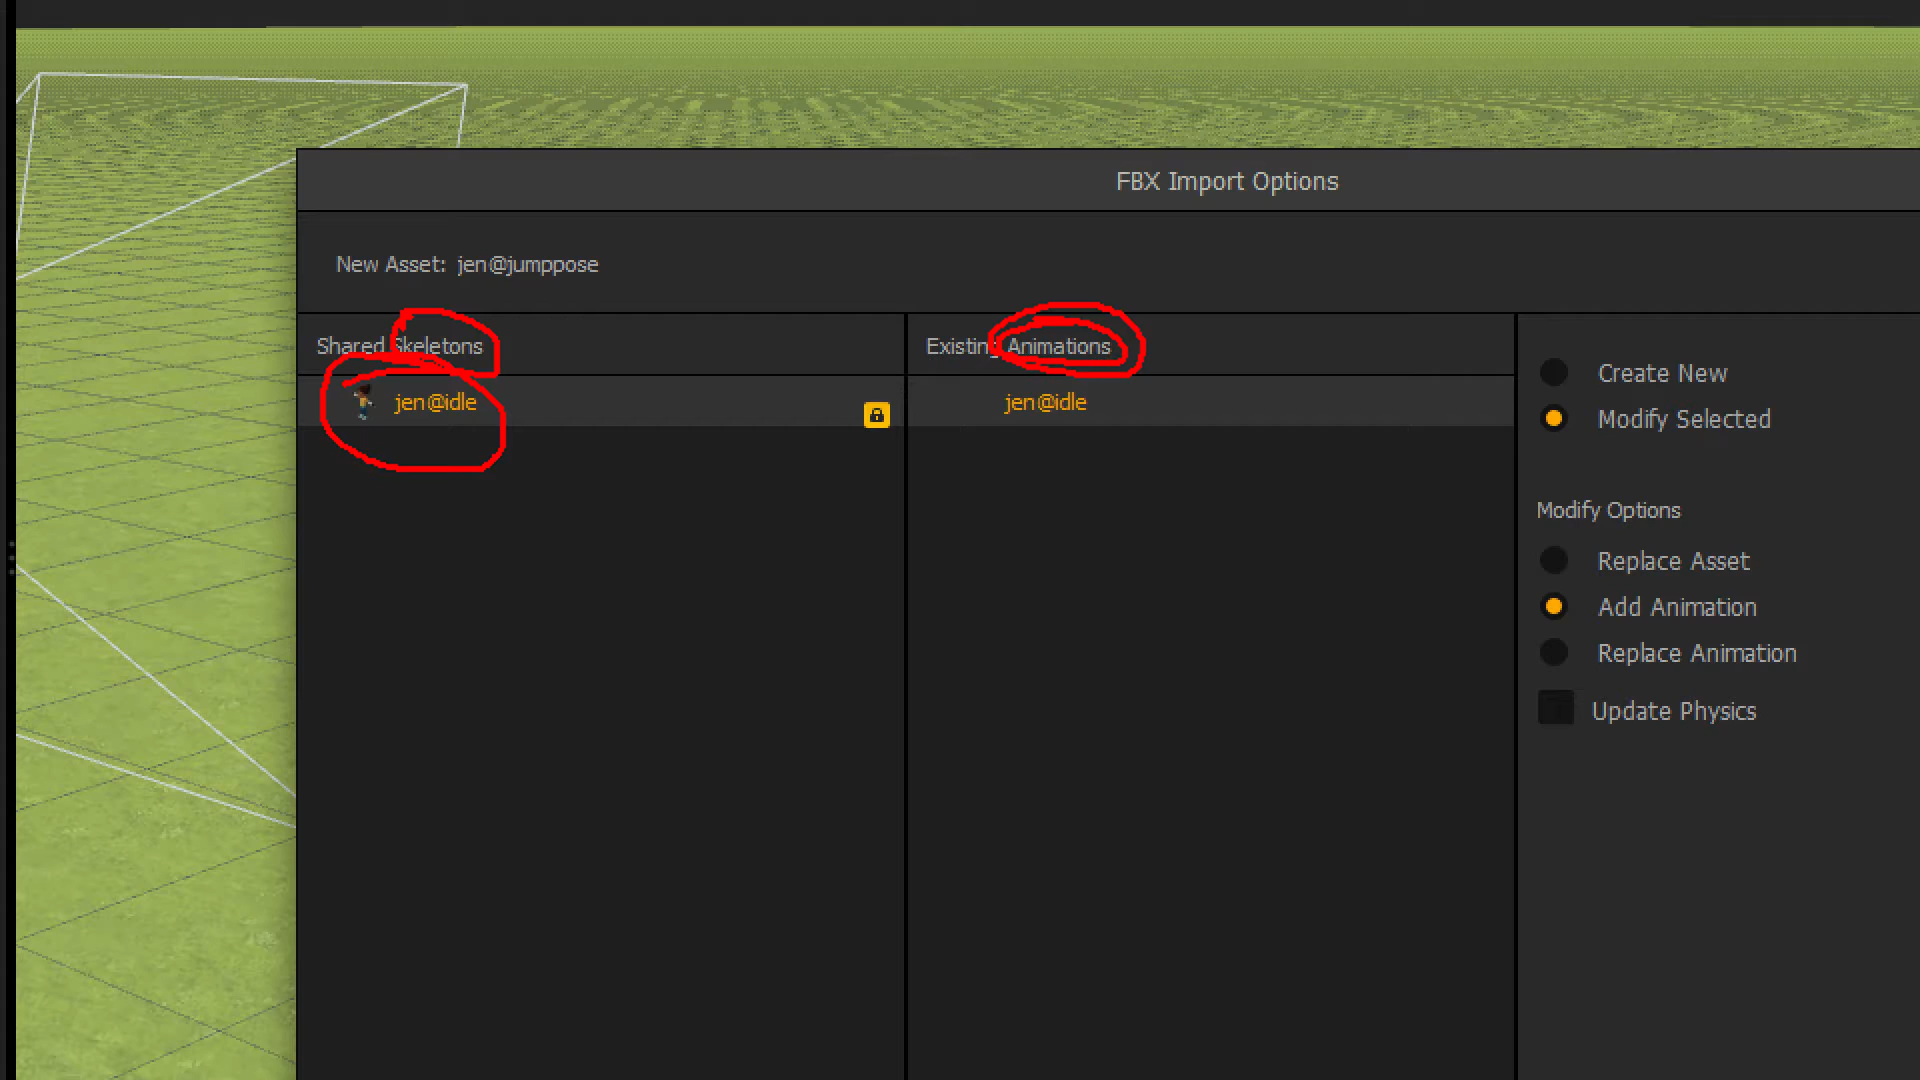 FBX Import Options
New Asset: jen@jumppose
Shared Skeletons
Existing Animations
jen@idle
jen@idle
Create New
Modify Selected
Modify Options
Replace Asset
Add Animation
Replace Animation
Update Physics